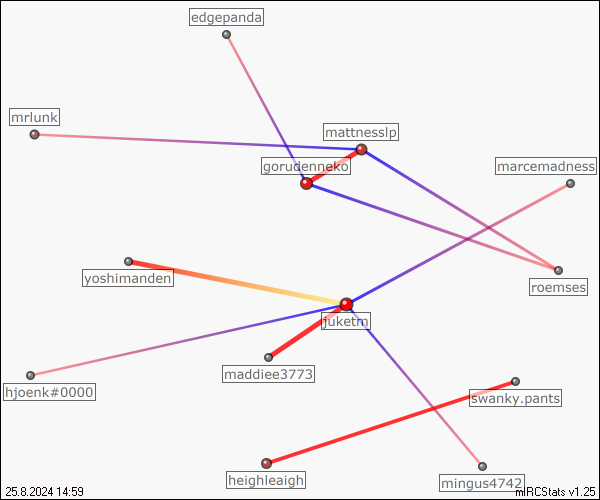 edgepanda
mrlunk
mattnesslp
gorudenneko
marcemadness
yoshimanden
roemses
juketm
maddiee3773
hjoenk#0000
swanky.pants
heighleaigh
mingus4742
25.8.2024 14:59
mIRCStats v1.25